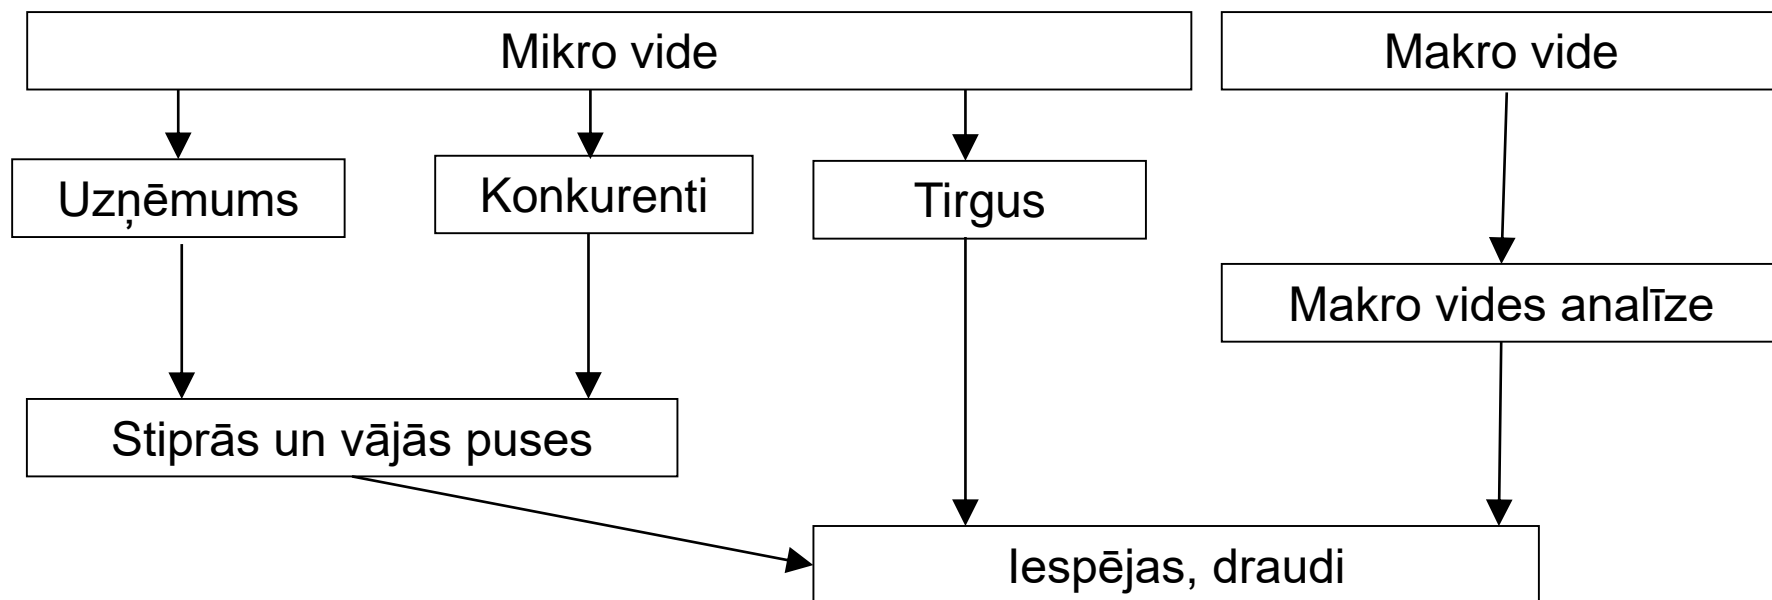 Mikro vide
Makro vide
Uzņēmums
Konkurenti
Tirgus
Makro vides analīze
Stiprās un vājās puses
Iespējas, draudi